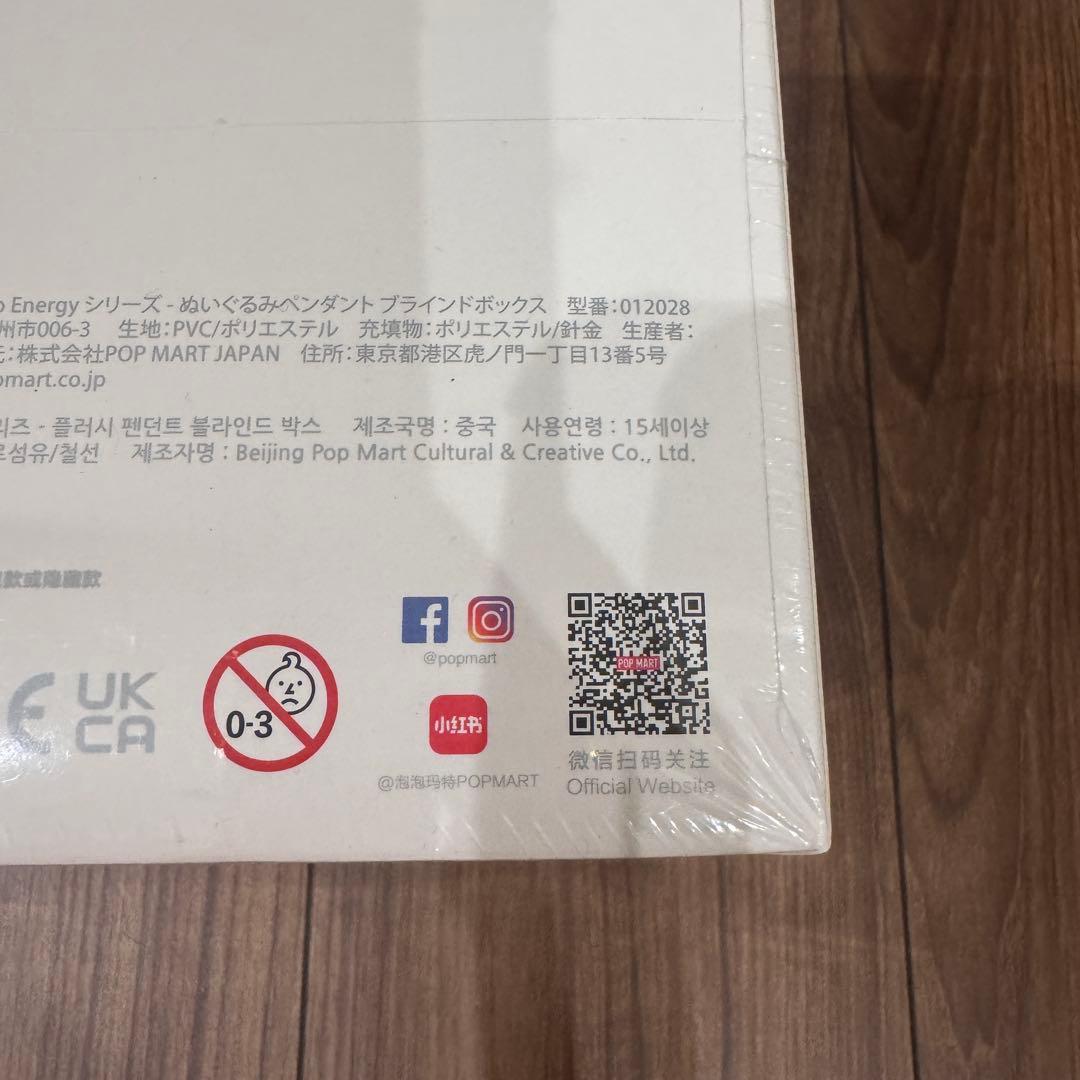 Energy シリーズ - ぬいぐるみペンダント ブラインドボックス 型番：012028
州市006-3 生地：PVC/ポリエステル 充填物：ポリエステル/針金 生産者：
：株式会社POP MART JAPAN 住所：東京都港区虎ノ門一丁目13番5号
pmart.co.jp
리즈 - 플러시 펜던트 블라인드 박스 제조국명 : 중국 사용연령 : 15세이상
섬유/철선 제조자명 : Beijing Pop Mart Cultural & Creative Co., Ltd.
款或隐藏款
@popmart
POP MART
UK
CA
0-3
小红书
@泡泡玛特POPMART
微信扫码关注
Official Website